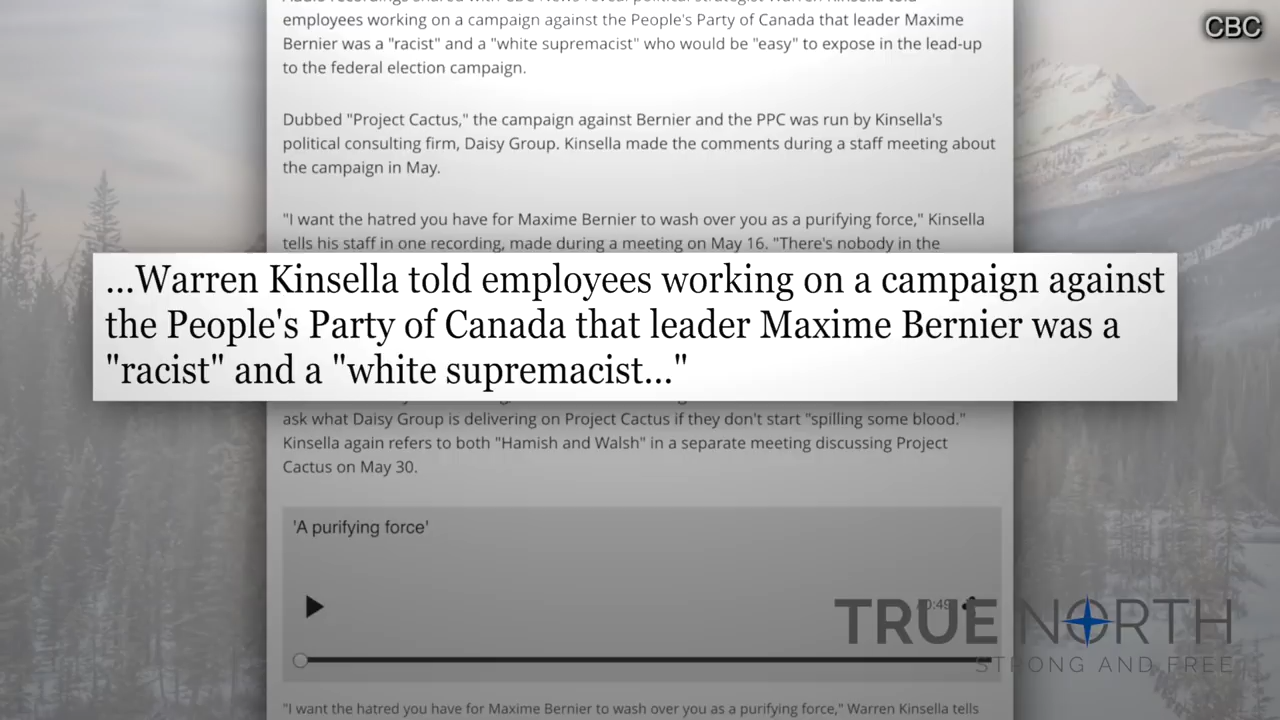 CBC
employees working on a campaign against the People's Party of Canada that leader Maxime
Bernier was a "racist" and a "white supremacist" who would be "easy" to expose in the lead-up
to the federal election campaign.
Dubbed "Project Cactus," the campaign against Bernier and the PPC was run by Kinsella's
political consulting firm, Daisy Group. Kinsella made the comments during a staff meeting about
the campaign in May.
"I want the hatred you have for Maxime Bernier to wash over you as a purifying force," Kinsella
tells his staff in one recording, made during a meeting on May 16. "There's nobody in the
...Warren Kinsella told employees working on a campaign against
the People's Party of Canada that leader Maxime Bernier was a
"racist" and a "white supremacist..."
ask what Daisy Group is delivering on Project Cactus if they don't start "spilling some blood."
Kinsella again refers to both "Hamish and Walsh" in a separate meeting discussing Project
Cactus on May 30.
'A purifying force'
TRUE NORTH
STRONG AND FREE
"I want the hatred you have for Maxime Bernier to wash over you as a purifying force," Warren Kinsella tells